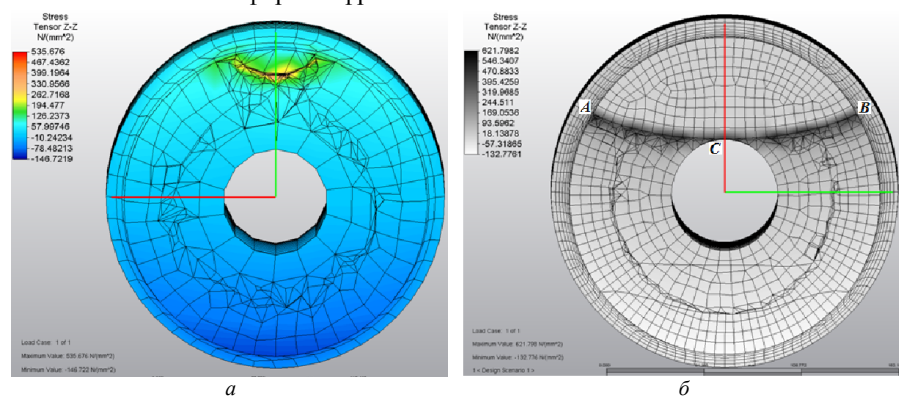 Stress
Tensor Z-Z
N/(mm^2)
535.676
467.4362
399.1964
330.9566
262.7168
194.477
126.2373
57.99746
-10.24234
-78.48213
-146.7219
Load Case: 1 of 1
Maximum Value: 535.676 N/(mm^2)
Minimum Value: -146.722 N/(mm^2)
а
Stress
Tensor Z-Z
N/(mm^2)
621.7982
546.3407
470.8833
395.4259
319.9685
244.511
169.0536
93.5962
18.13878
-57.31865
-132.7761
A
B
C
Load Case: 1 of 1
Maximum Value: 621.798 N/(mm^2)
Minimum Value: -132.776 N/(mm^2)
1 < Design Scenario 1 >
б